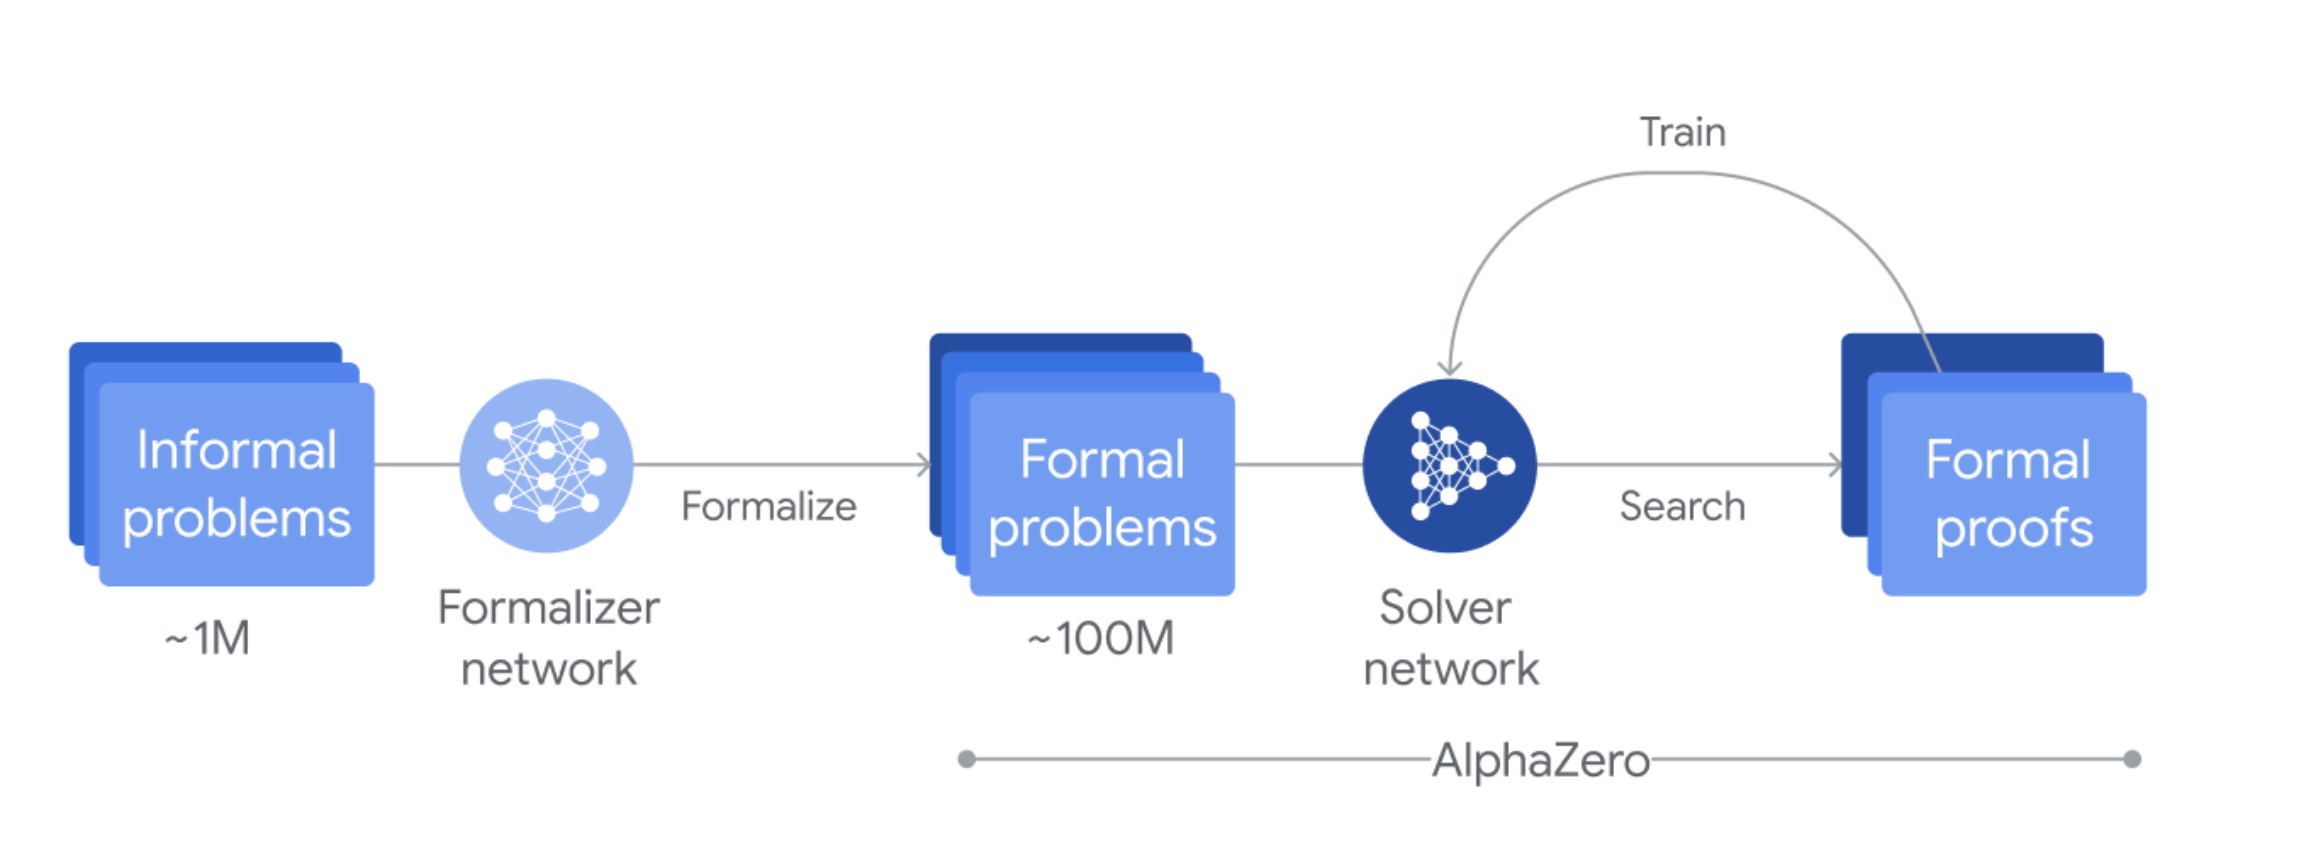 Train
Informal
problems
~1M
Formalizer
network
Formalize
Formal
problems
~100M
Solver
network
Search
Formal
proofs
AlphaZero